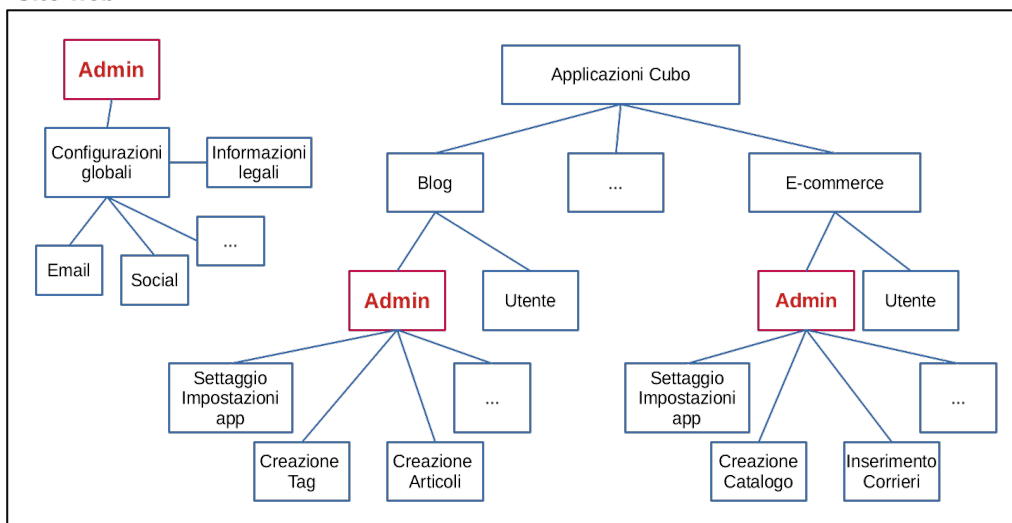 Admin
Applicazioni Cubo
Configurazioni
globali
Informazioni
legali
Blog
...
E-commerce
...
Email
Social
Admin
Utente
Admin
Utente
Settaggio
Impostazioni
app
...
Settaggio
Impostazioni
app
...
Creazione
Tag
Creazione
Articoli
Creazione
Catalogo
Inserimento
Corrieri